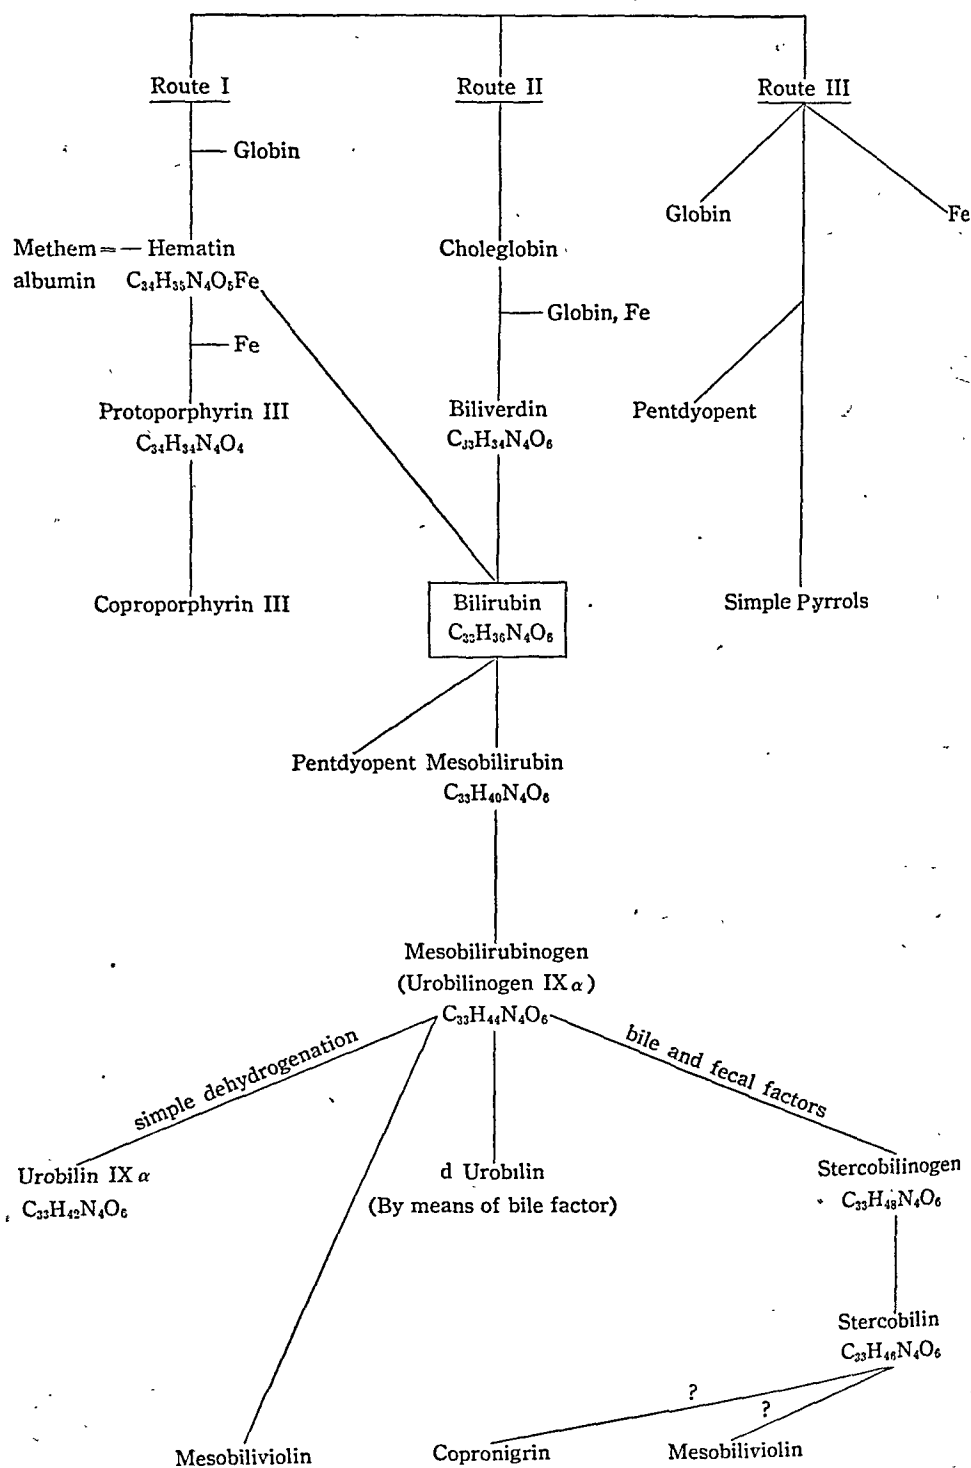 Route I
Route II
Route III
Globin
Globin
Fe
Methem=— Hematin
albumin C₃₄H₃₅N₄O₅Fe
Choleglobin
Globin, Fe
Fe
Protoporphyrin III
C₃₄H₃₄N₄O₄
Biliverdin
C₃₃H₃₄N₄O₆
Pentdyopent
Coproporphyrin III
Bilirubin
C₃₃H₃₆N₄O₆
Simple Pyrrols
Pentdyopent Mesobilirubin
C₃₃H₄₀N₄O₆
Mesobilirubinogen
(Urobilinogen IX α)
C₃₃H₄₄N₄O₆
simple dehydrogenation
bile and fecal factors
Urobilin IX α
C₃₃H₄₂N₄O₆
d Urobilin
(By means of bile factor)
Stercobilinogen
C₃₃H₄₈N₄O₆
Stercobilin
C₃₃H₄₆N₄O₆
?
?
Mesobiliviolin
Copronigrin
Mesobiliviolin